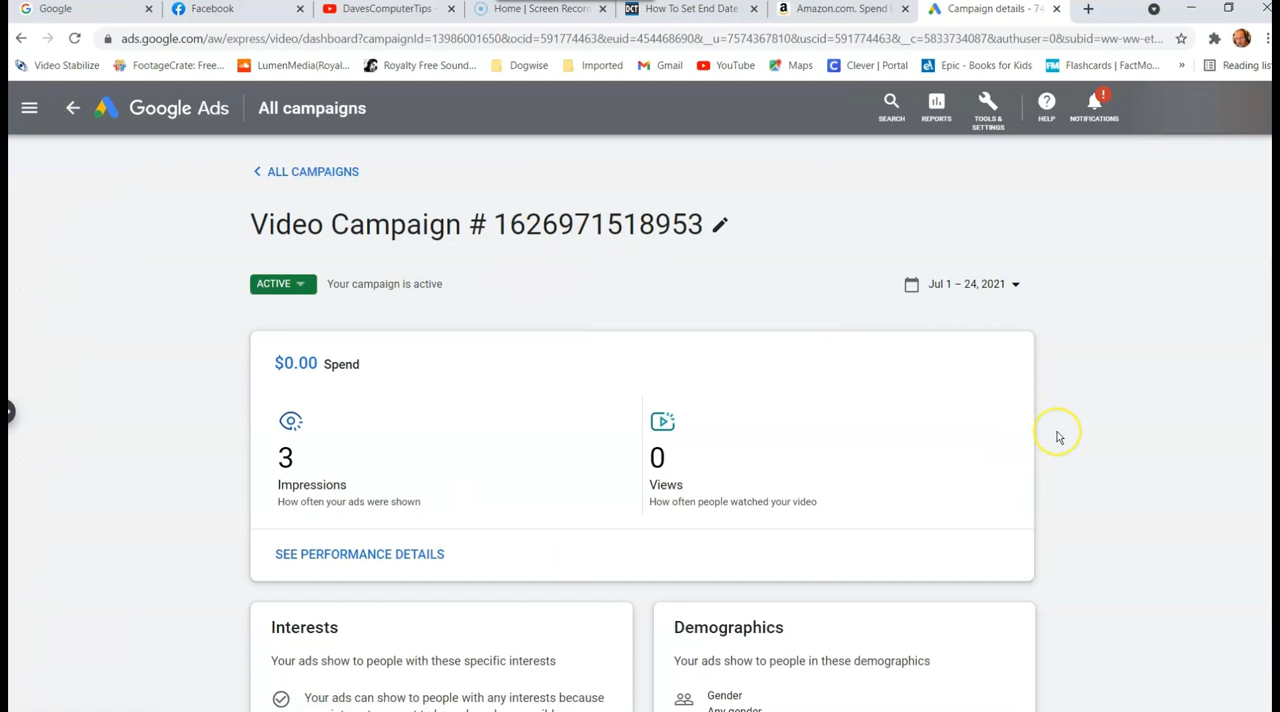 Google
Facebook
DavesComputerTips
Home | Screen Recor
DCT How To Set End Date
Amazon.com. Spend
Campaign details - 74
ads.google.com/aw/express/video/dashboard?campaignId=13986001650&ocid=591774463&euid=454468690&__u=7574367810&uscid=591774463&__c=5833734087&authuser=0&subid=ww-ww-et...
Video Stabilize
FootageCrate: Free...
LumenMedia(Royal...
Royalty Free Sound...
Dogwise
Imported
Gmail
YouTube
Maps
Clever | Portal
Epic - Books for Kids
FM Flashcards | FactMo...
»
Reading list
Google Ads
All campaigns
SEARCH
REPORTS
TOOLS &
SETTINGS
HELP
NOTIFICATIONS
ALL CAMPAIGNS
Video Campaign # 1626971518953
ACTIVE Your campaign is active
Jul 1 – 24, 2021
$0.00 Spend
3
Impressions
How often your ads were shown
0
Views
How often people watched your video
SEE PERFORMANCE DETAILS
Interests
Your ads show to people with these specific interests
Your ads can show to people with any interests because
Demographics
Your ads show to people in these demographics
Gender
Any gender